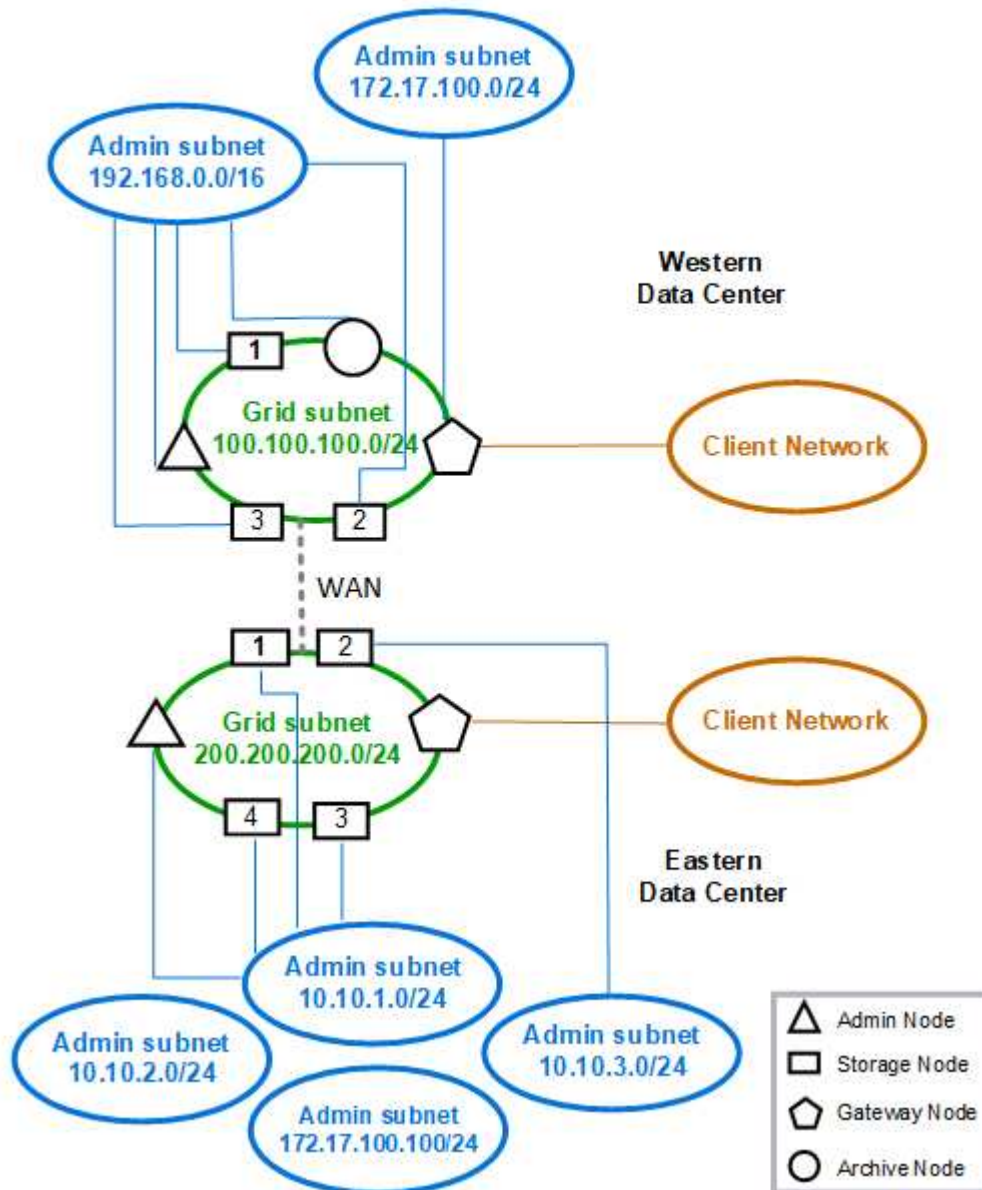 Admin subnet
172.17.100.0/24
Admin subnet
192.168.0.0/16
Western
Data Center
1
Grid subnet
100.100.100.0/24
Client Network
3
2
WAN
1
2
Grid subnet
200.200.200.0/24
Client Network
4
3
Eastern
Data Center
Admin subnet
10.10.1.0/24
Admin subnet
10.10.2.0/24
Admin subnet
10.10.3.0/24
Admin subnet
172.17.100.100/24
Admin Node
Storage Node
Gateway Node
Archive Node